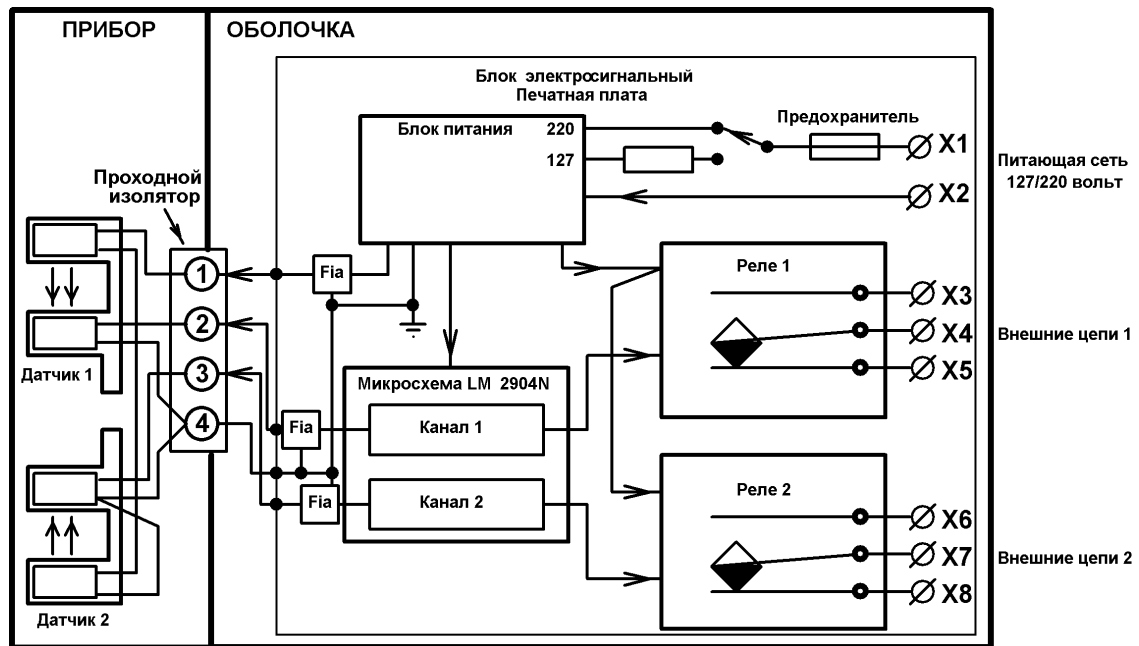 ПРИБОР
ОБОЛОЧКА
Блок электросигнальный
Печатная плата
Блок питания
220
127
Предохранитель
X1
X2
Питающая сеть
127/220 вольт
Проходной
изолятор
1
2
3
4
Fia
Реле 1
X3
X4
X5
Внешние цепи 1
Датчик 1
Микросхема LM 2904N
Fia
Канал 1
Fia
Канал 2
Реле 2
X6
X7
X8
Внешние цепи 2
Датчик 2